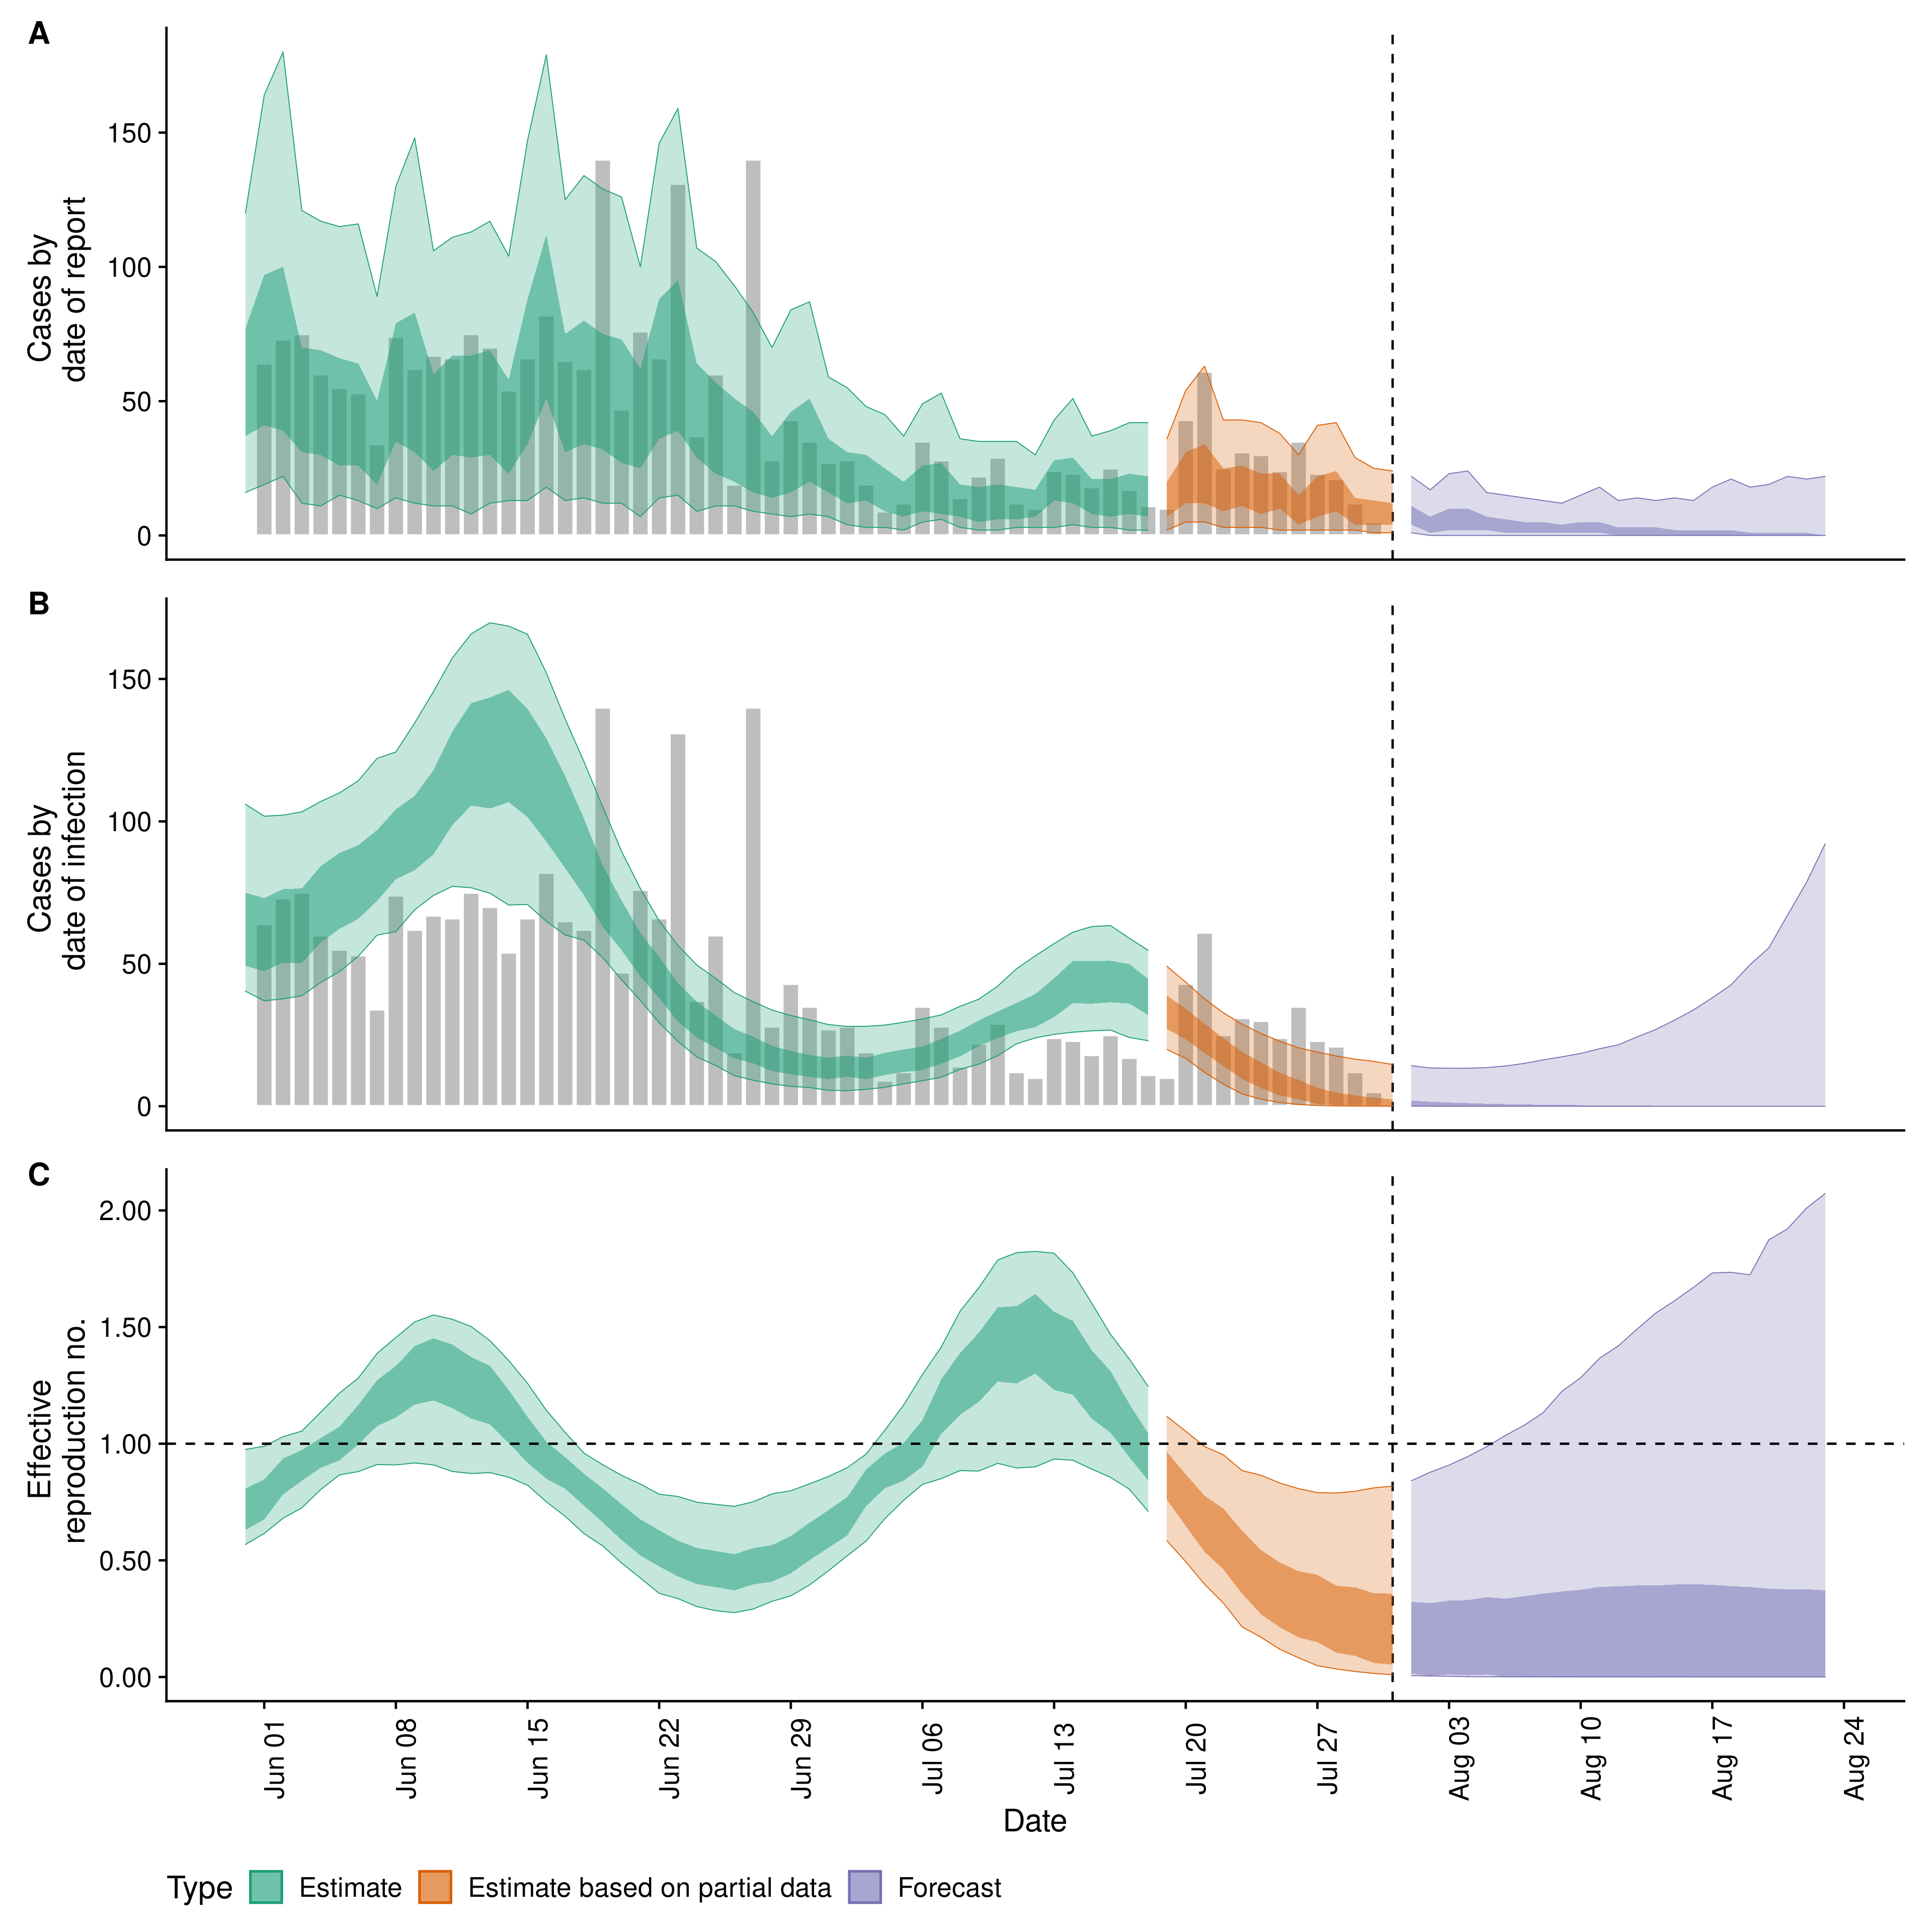 A
Cases by
date of report
150
100
50
0
B
Cases by
date of infection
150
100
50
0
C
Effective
reproduction no.
2.00
1.50
1.00
0.50
0.00
Jun 01
Jun 08
Jun 15
Jun 22
Jun 29
Jul 06
Jul 13
Jul 20
Jul 27
Aug 03
Aug 10
Aug 17
Aug 24
Date
Type Estimate Estimate based on partial data Forecast